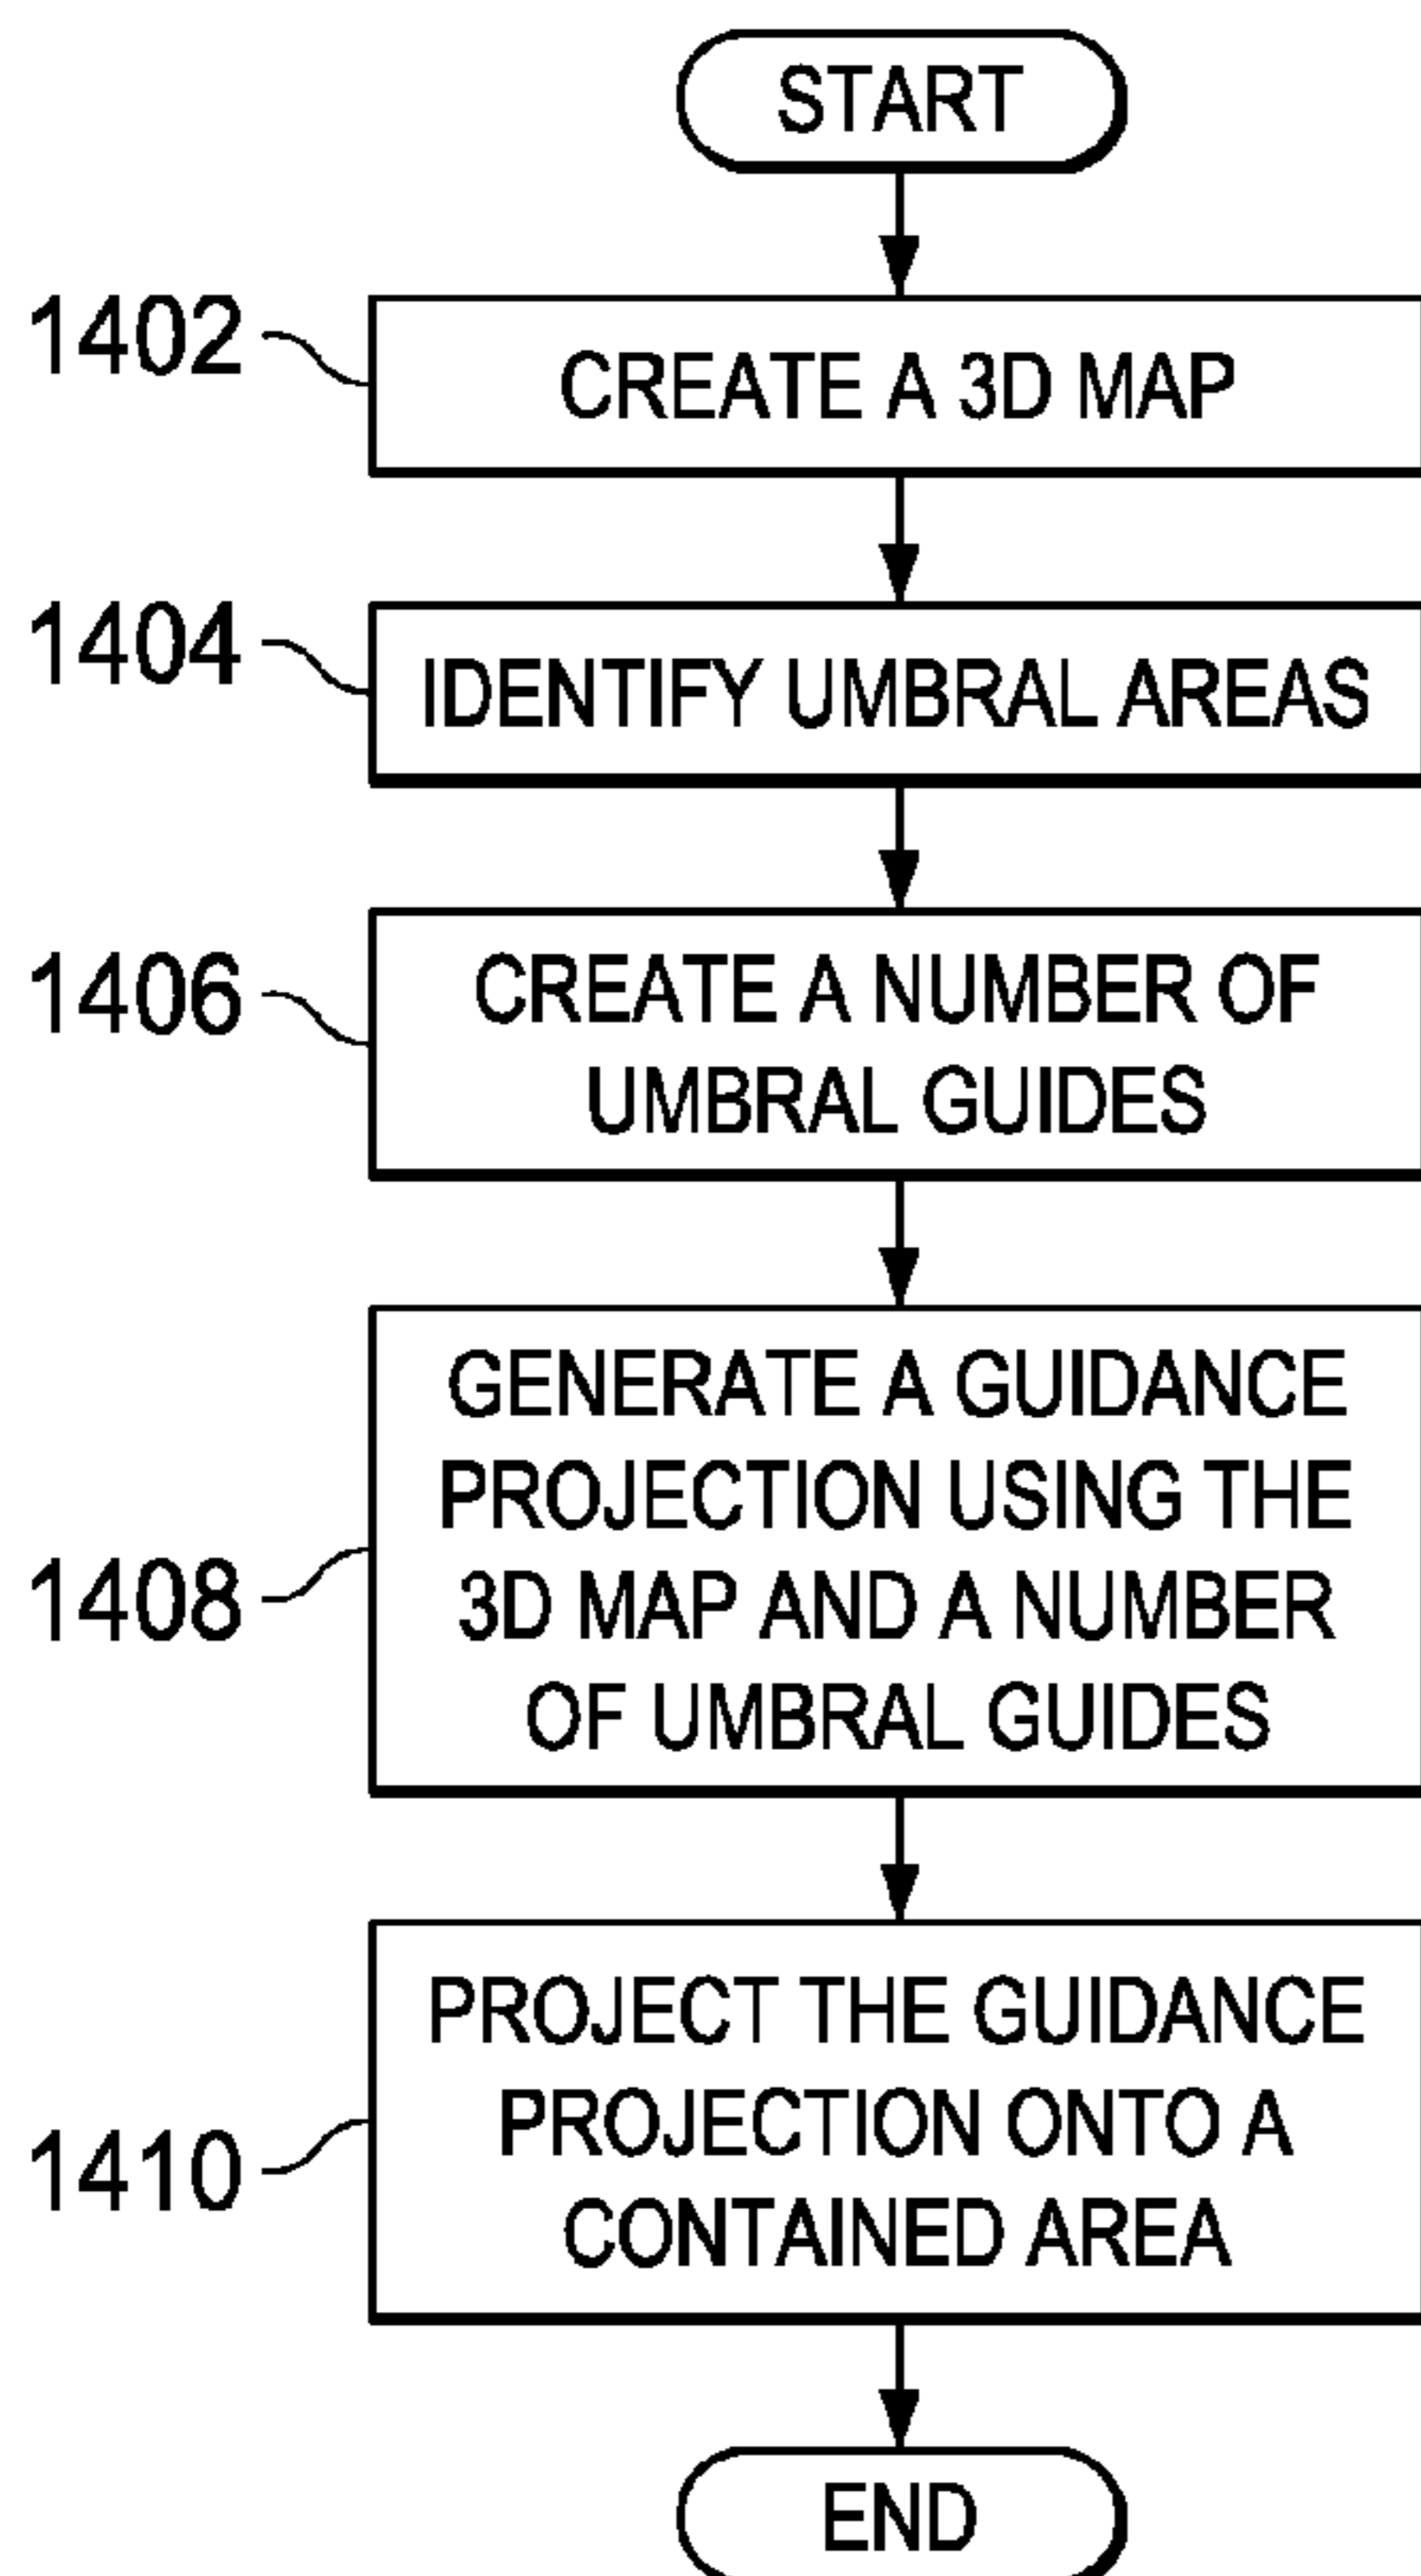 START
1402
CREATE A 3D MAP
1404
IDENTIFY UMBRAL AREAS
1406
CREATE A NUMBER OF
UMBRAL GUIDES
1408
GENERATE A GUIDANCE
PROJECTION USING THE
3D MAP AND A NUMBER
OF UMBRAL GUIDES
1410
PROJECT THE GUIDANCE
PROJECTION ONTO A
CONTAINED AREA
END